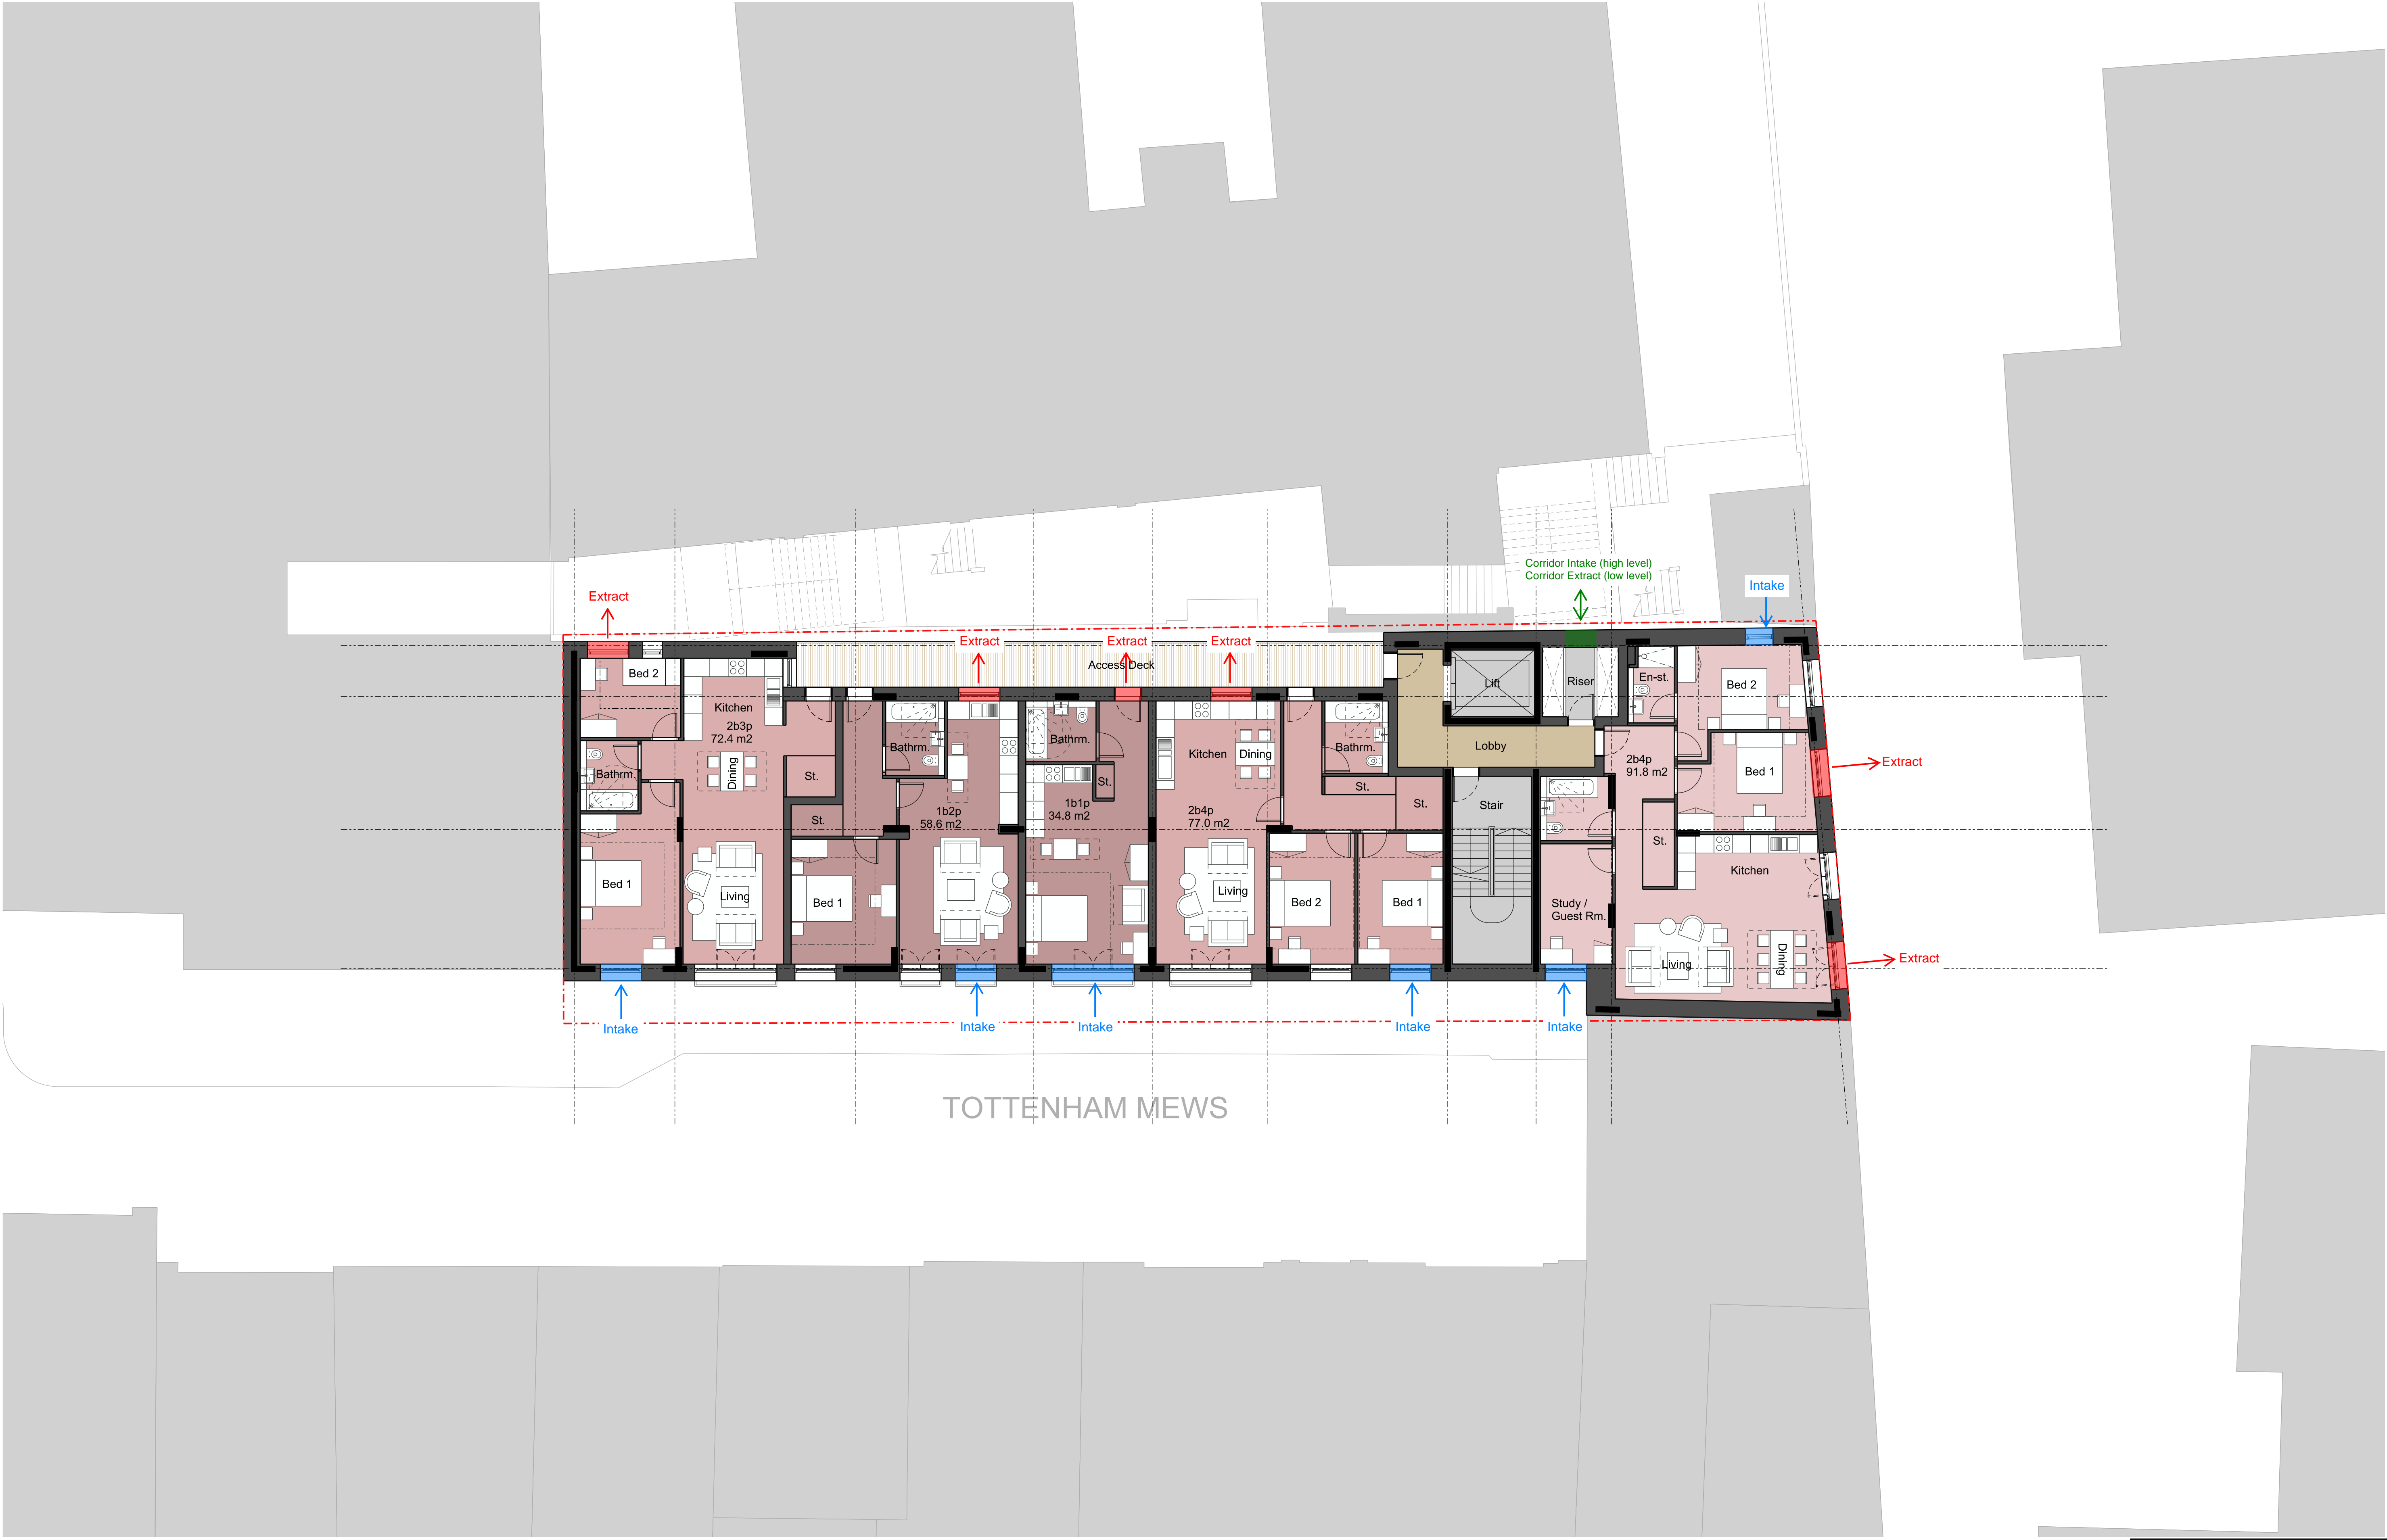 Corridor Intake (high level)
Corridor Extract (low level)
Intake
Extract
Extract
Extract
Extract
Access Deck
Bed 2
Kitchen
2b3p
72.4 m2
Dining
Bathrm.
St.
Bed 1
Living
St.
Bed 1
Bathrm.
1b2p
58.6 m2
Bathrm.
St.
1b1p
34.8 m2
Kitchen
Dining
2b4p
77.0 m2
Living
Bathrm.
St.
St.
Bed 2
Bed 1
Lift
Lobby
Stair
Riser
En-st.
Bed 2
2b4p
91.8 m2
Bed 1
Extract
St.
Kitchen
Study /
Guest Rm.
Living
Dining
Extract
Intake
Intake
Intake
Intake
Intake
TOTTENHAM MEWS